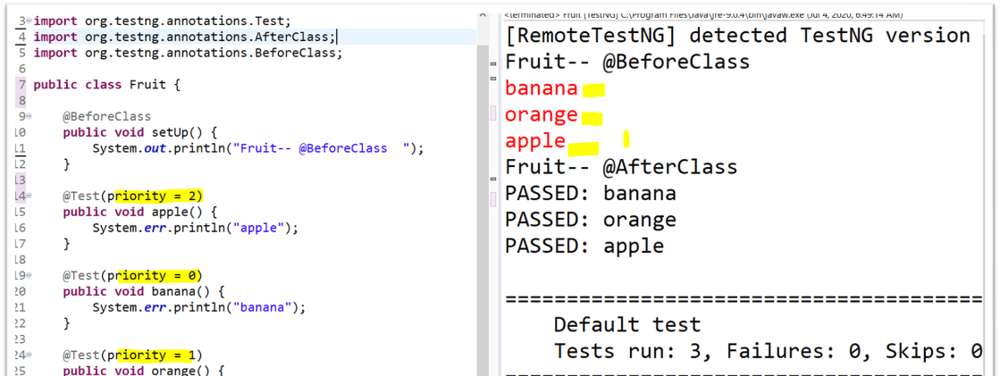 3 import org.testng.annotations.Test;
4 import org.testng.annotations.AfterClass;
5 import org.testng.annotations.BeforeClass;
6
7 public class Fruit {
8
9 @BeforeClass
10 public void setUp() {
11 System.out.println("Fruit-- @BeforeClass  ");
12 }
13
14 @Test(priority = 2)
15 public void apple() {
16 System.err.println("apple");
17 }
18
19 @Test(priority = 0)
20 public void banana() {
21 System.err.println("banana");
22 }
23
24 @Test(priority = 1)
25 public void orange() {
<terminated> Fruit [TestNG] C:\Program Files\Java\jre-9.0.4\bin\javaw.exe (Jul 4, 2020, 6:49:14 AM)
[RemoteTestNG] detected TestNG version
Fruit-- @BeforeClass
banana
orange
apple
Fruit-- @AfterClass
PASSED: banana
PASSED: orange
PASSED: apple
=======================================
Default test
Tests run: 3, Failures: 0, Skips: 0
=======================================